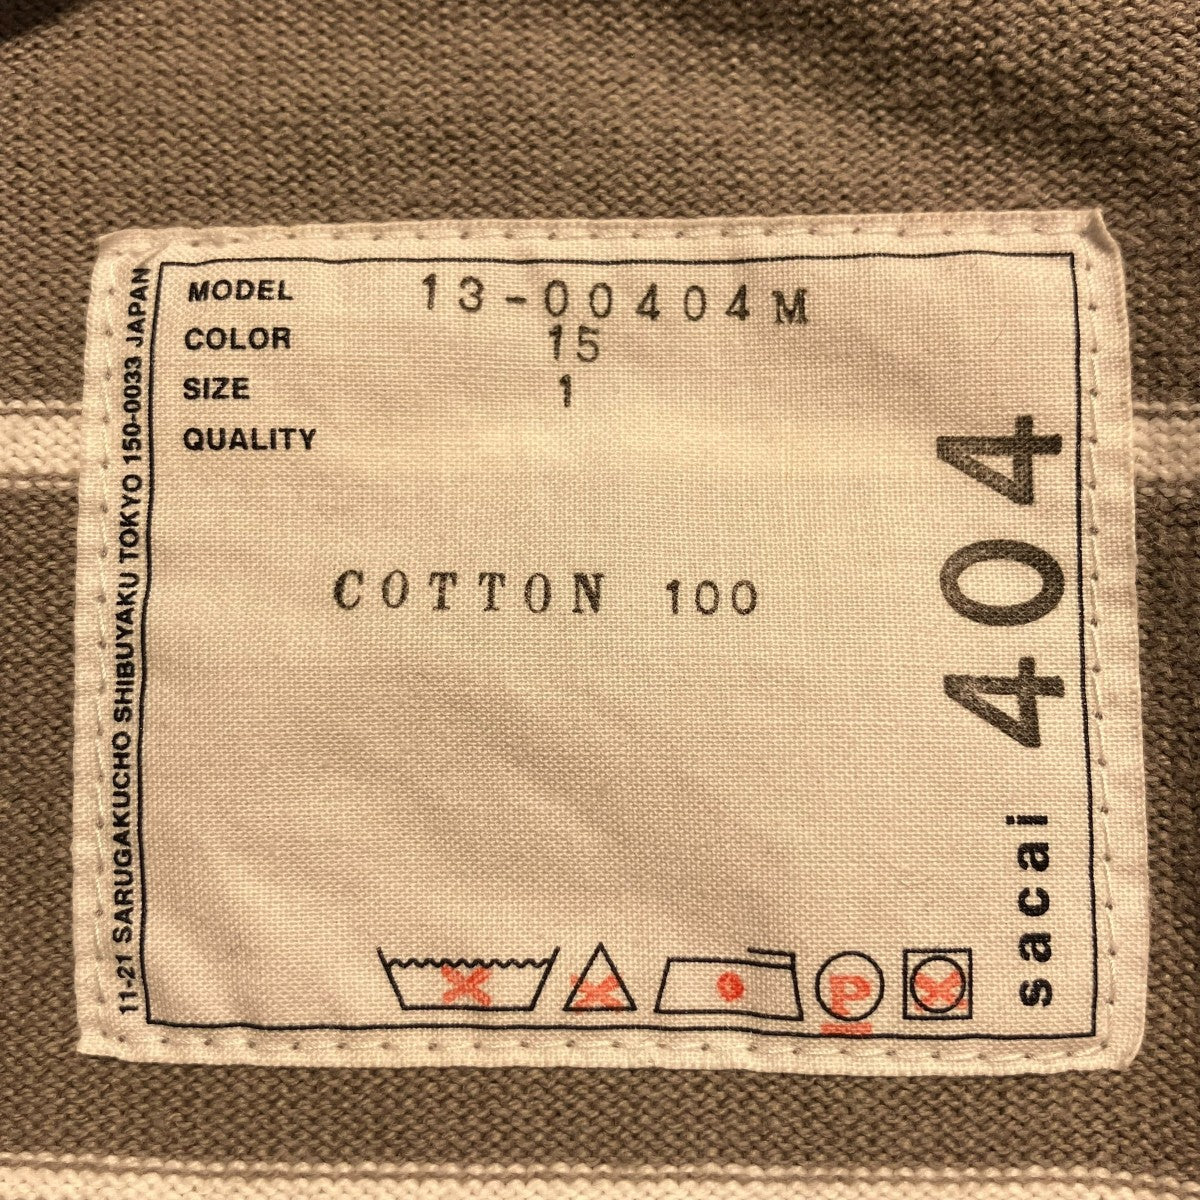 MODEL 13-00404M
COLOR 15
SIZE 1
QUALITY
COTTON 100
404
sacai
11-21 SARUGAKUCHO SHIBUYAKU TOKYO 150-0033 JAPAN
X X P X